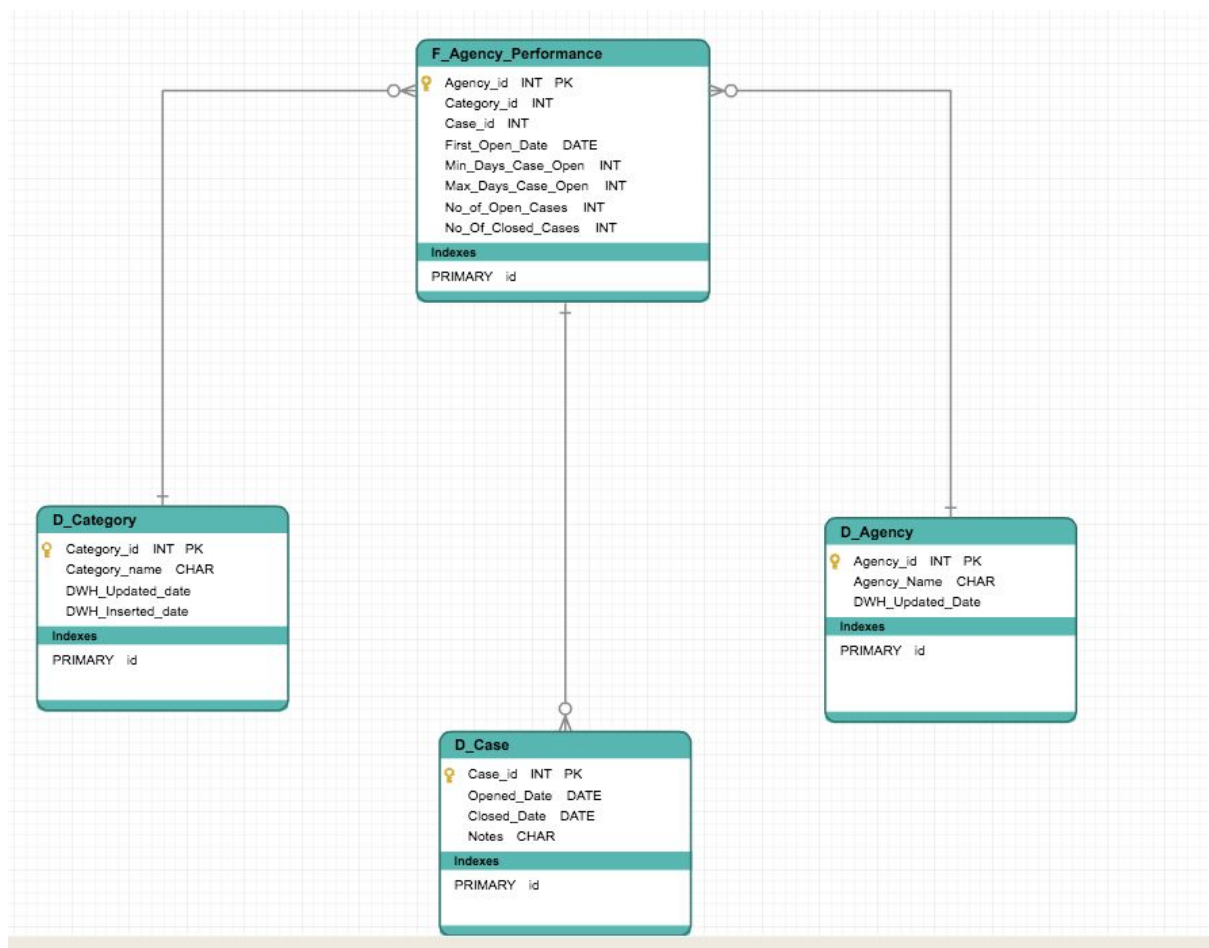 F_Agency_Performance
Agency_id INT PK
Category_id INT
Case_id INT
First_Open_Date DATE
Min_Days_Case_Open INT
Max_Days_Case_Open INT
No_of_Open_Cases INT
No_Of_Closed_Cases INT
Indexes
PRIMARY id
D_Category
Category_id INT PK
Category_name CHAR
DWH_Updated_date
DWH_Inserted_date
Indexes
PRIMARY id
D_Agency
Agency_id INT PK
Agency_Name CHAR
DWH_Updated_Date
Indexes
PRIMARY id
D_Case
Case_id INT PK
Opened_Date DATE
Closed_Date DATE
Notes CHAR
Indexes
PRIMARY id